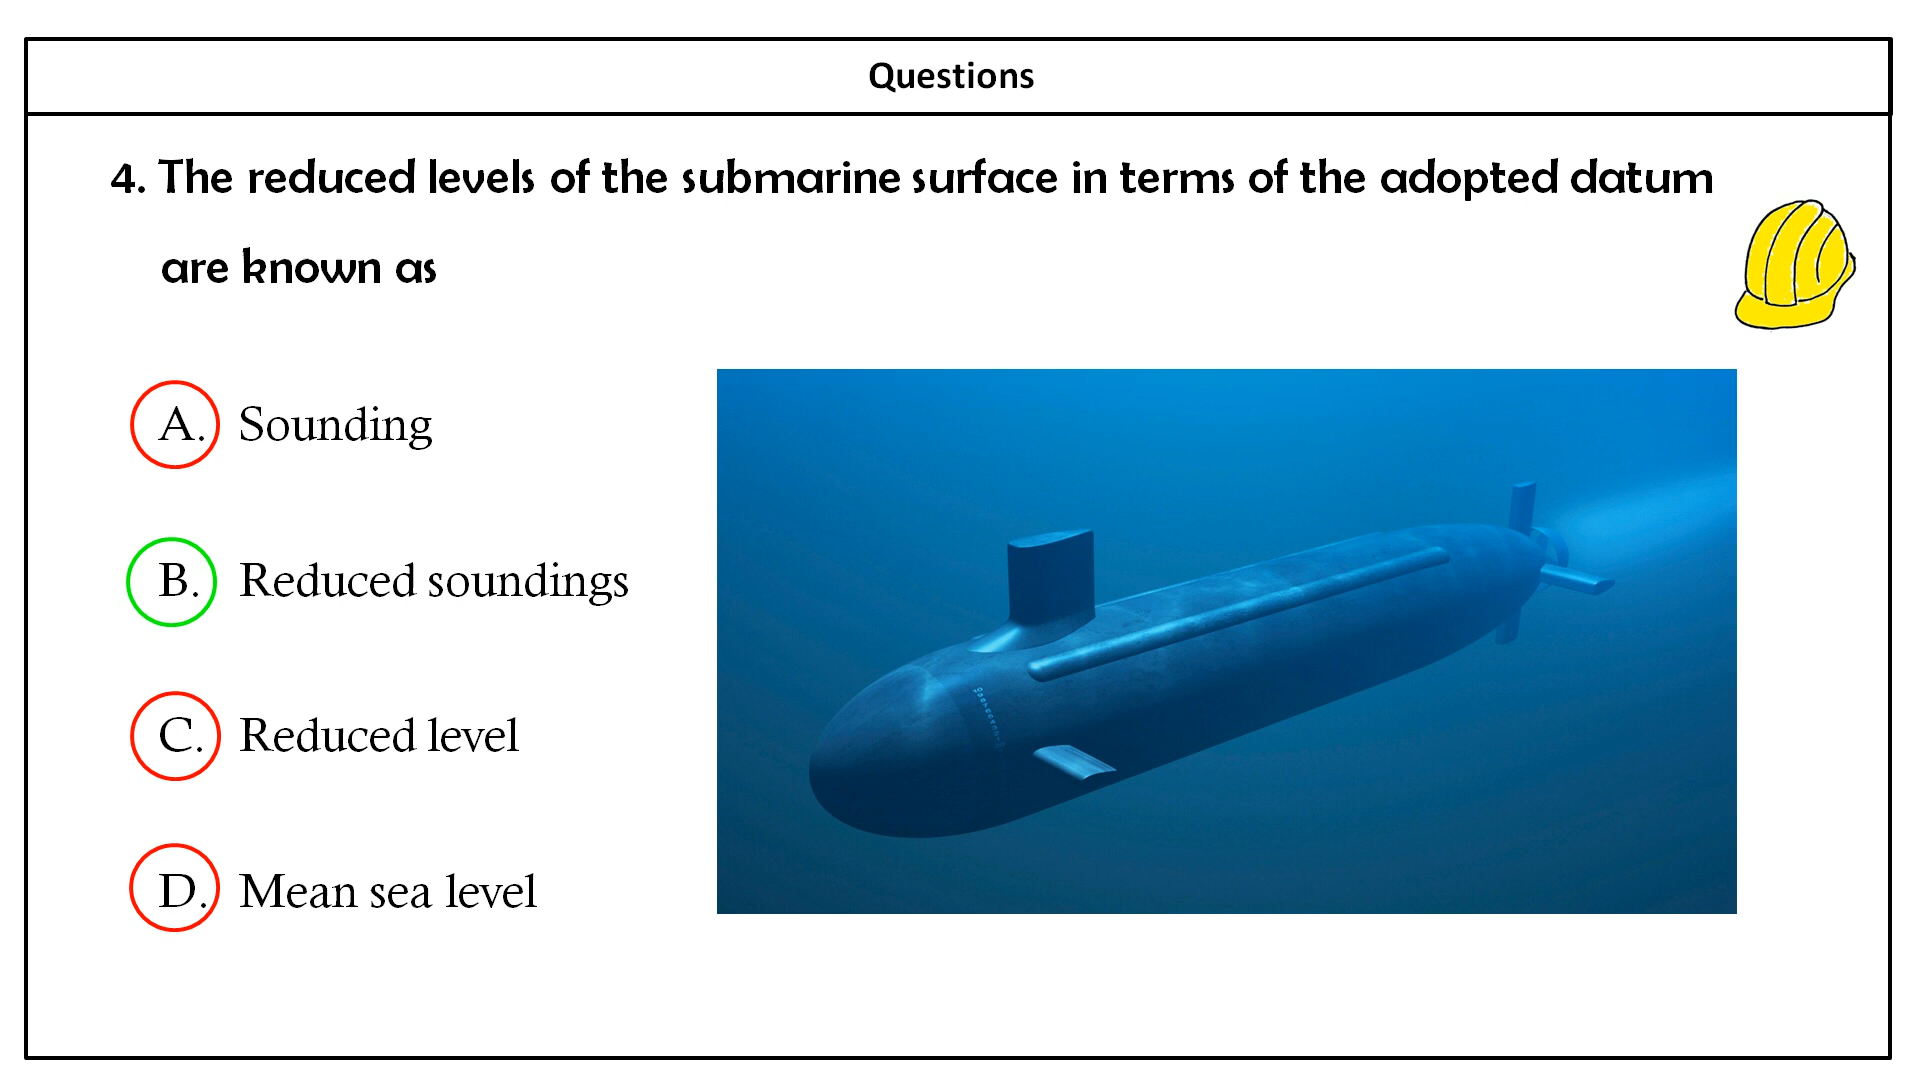 Questions
4. The reduced levels of the submarine surface in terms of the adopted datum
are known as
A. Sounding
B. Reduced soundings
C. Reduced level
D. Mean sea level